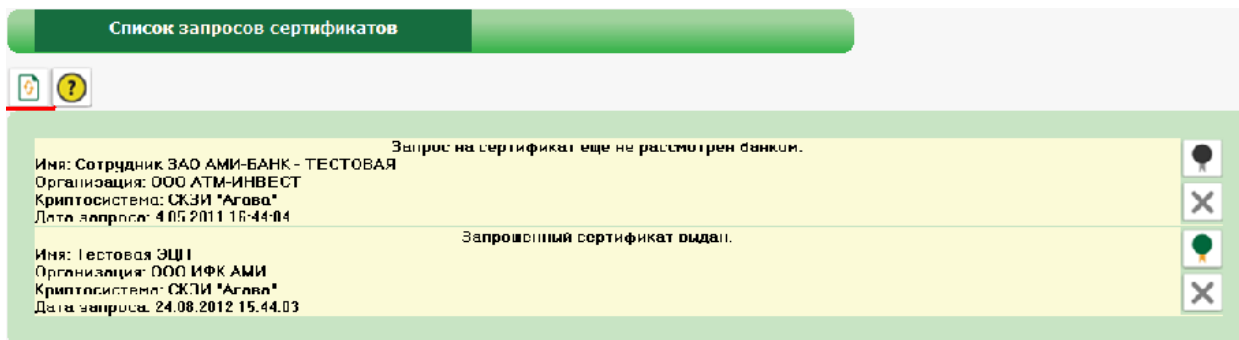 Список запросов сертификатов
?
Запрос на сертификат еще не рассмотрен банком.
Имя: Сотрудник ЗАО АМИ-БАНК - ТЕСТОВАЯ
Организация: ООО АТМ-ИНВЕСТ
Криптосистема: СКЗИ "Агава"
Дата запроса: 4.05.2011 16:44:04
Запрошенный сертификат выдан.
Имя: Тестовая ЭЦП
Организация: ООО ИФК АМИ
Криптосистема: СКЗИ "Агава"
Дата запроса: 24.08.2012 15:44:03